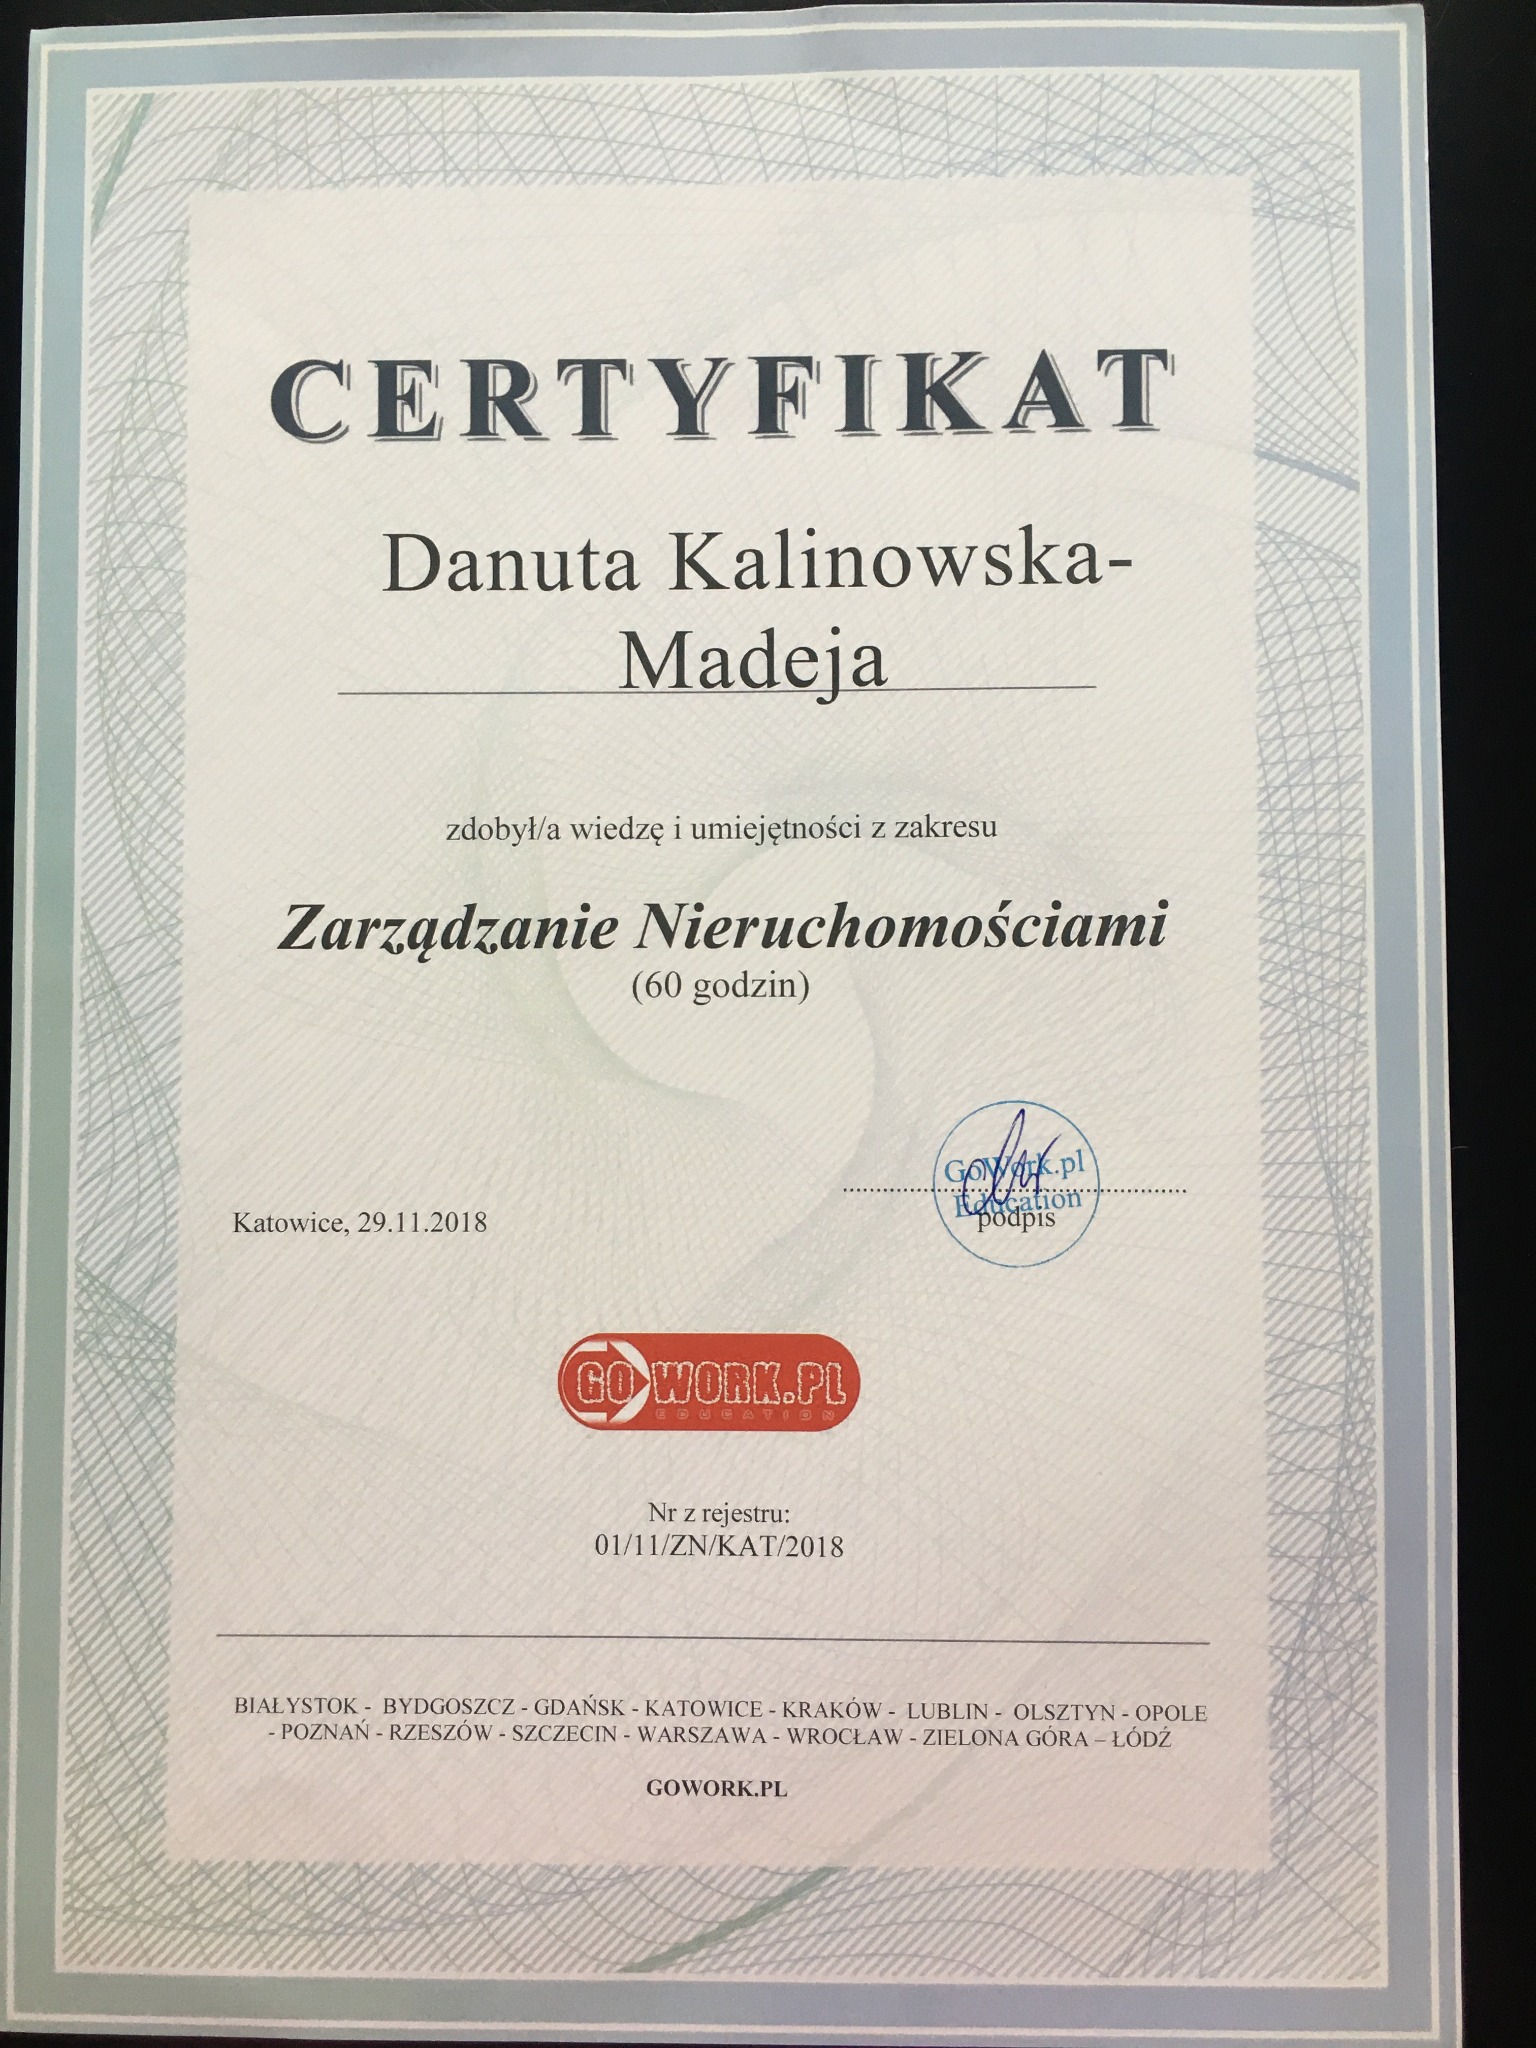 CERTYFIKAT
Danuta Kalinowska-
Madeja
zdobył/a wiedzę i umiejętności z zakresu
Zarządzanie Nieruchomościami
(60 godzin)
GoWork.pl
Education
podpis
Katowice, 29.11.2018
GOWORK.PL
EDUCATION
Nr z rejestru:
01/11/ZN/KAT/2018
BIAŁYSTOK - BYDGOSZCZ - GDAŃSK - KATOWICE - KRAKÓW - LUBLIN - OLSZTYN - OPOLE
- POZNAŃ - RZESZÓW - SZCZECIN - WARSZAWA - WROCŁAW - ZIELONA GÓRA – ŁÓDŹ
GOWORK.PL